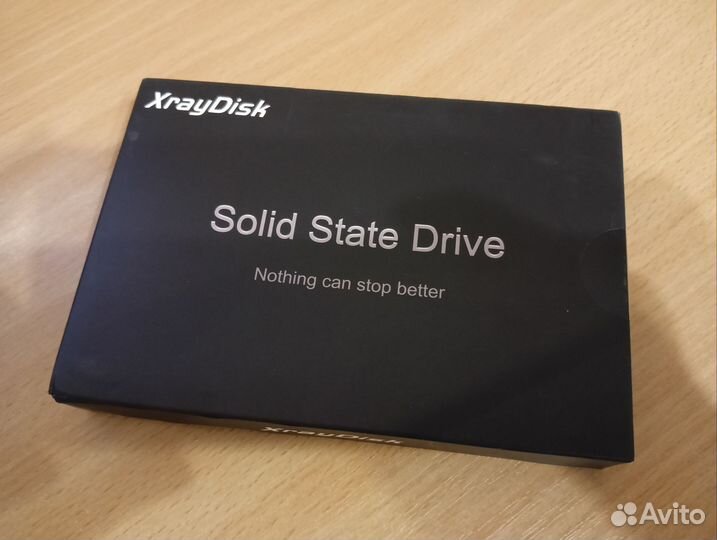 XrayDisk
Solid State Drive
Nothing can stop better
XrayDisk
Avito